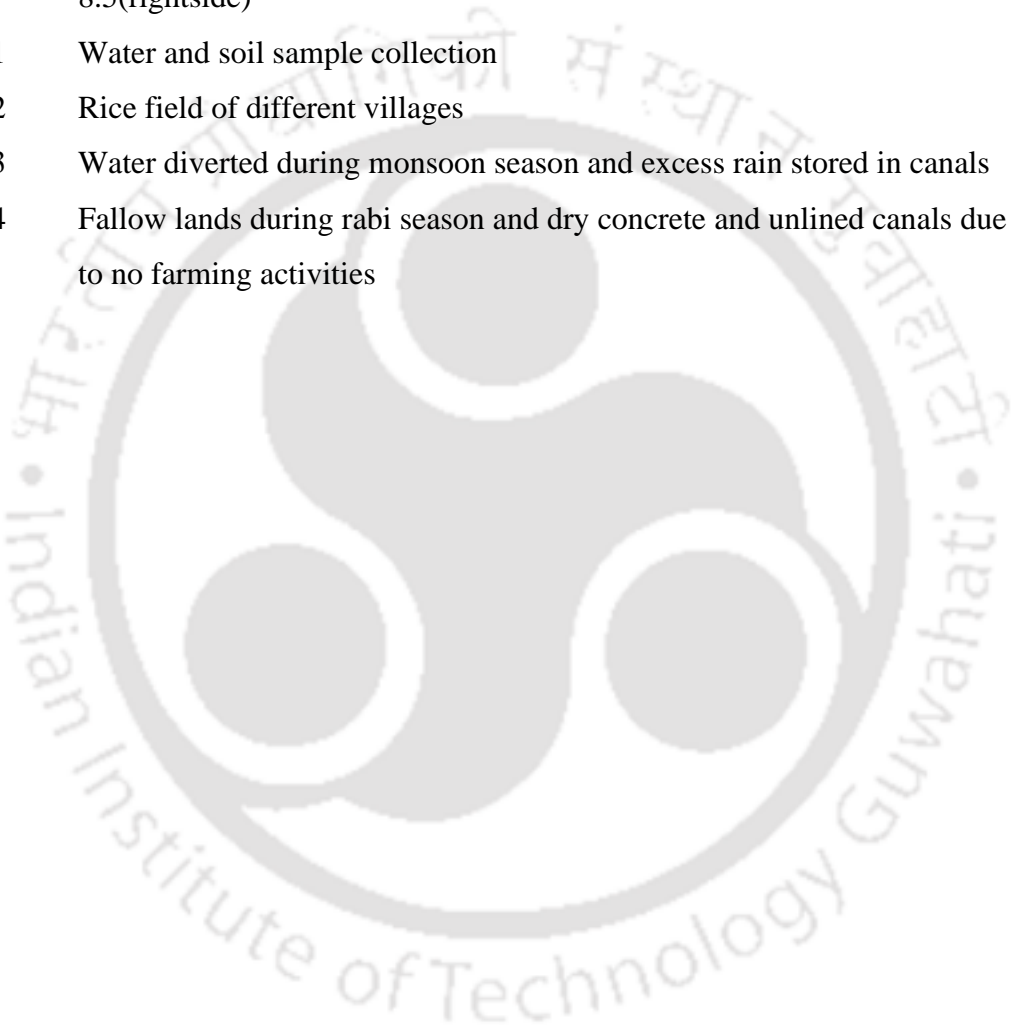 8.5(rightside)
1 Water and soil sample collection
2 Rice field of different villages
3 Water diverted during monsoon season and excess rain stored in canals
4 Fallow lands during rabi season and dry concrete and unlined canals due
to no farming activities
भारतीय प्रौद्योगिकी संस्थान गुवाहाटी
Indian Institute of Technology Guwahati